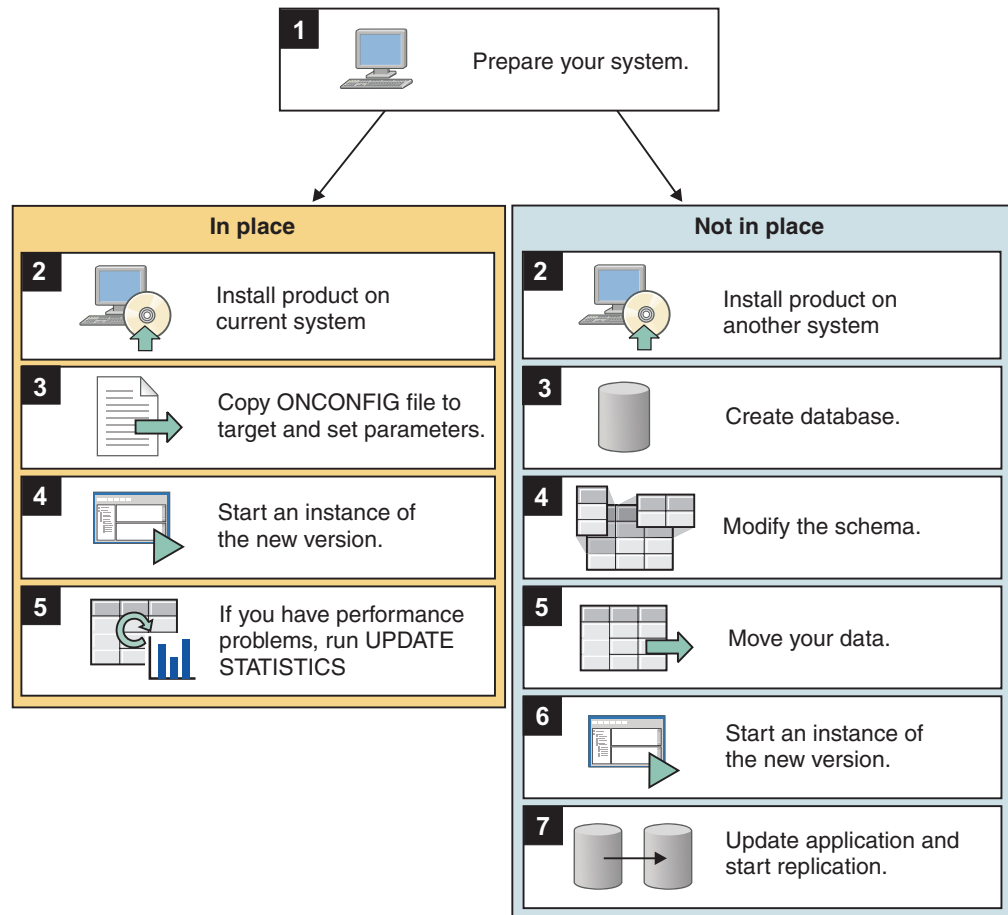 1
Prepare your system.
In place
2
Install product on
current system
3
Copy ONCONFIG file to
target and set parameters.
4
Start an instance of
the new version.
5
If you have performance
problems, run UPDATE
STATISTICS
Not in place
2
Install product on
another system
3
Create database.
4
Modify the schema.
5
Move your data.
6
Start an instance of
the new version.
7
Update application and
start replication.